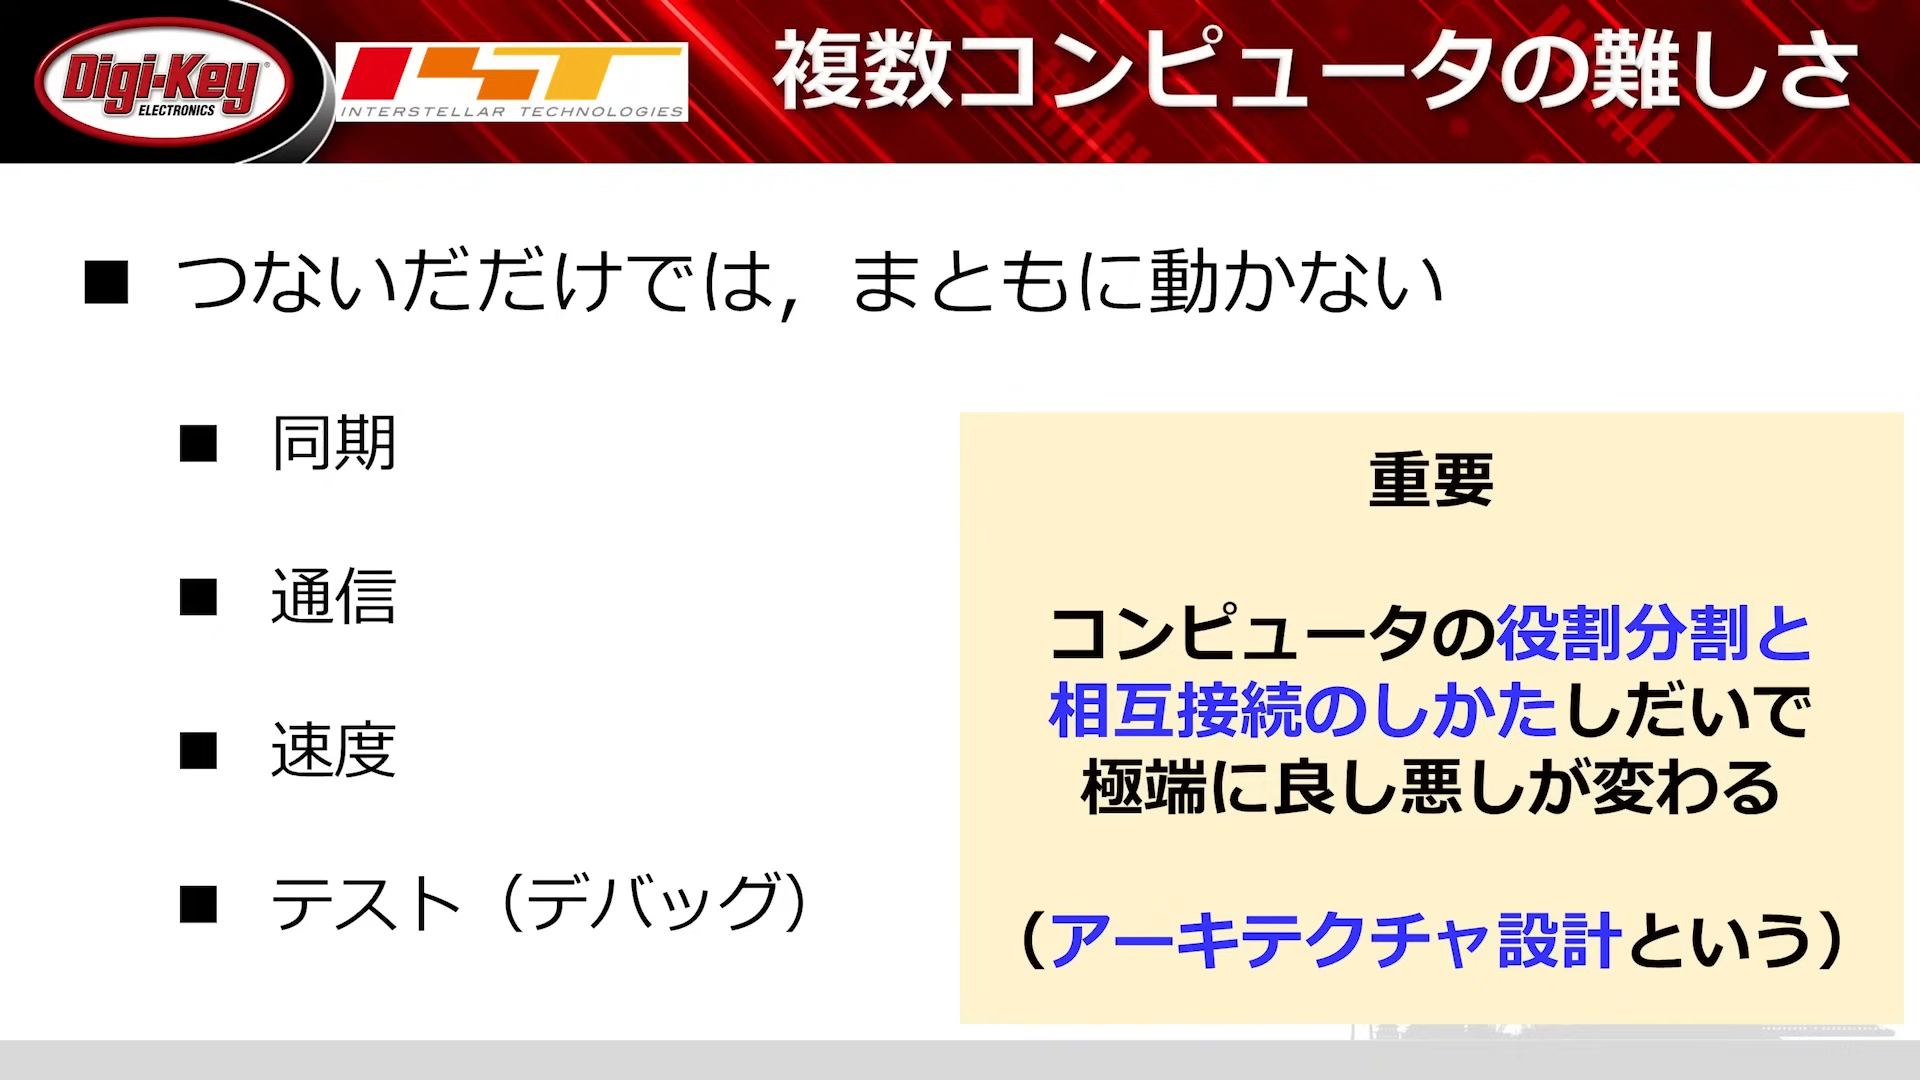 Digi-Key
ELECTRONICS
IST
INTERSTELLAR TECHNOLOGIES
複数コンピュータの難しさ
つないだだけでは，まともに動かない
同期
通信
速度
テスト（デバッグ）
重要
コンピュータの役割分割と
相互接続のしかたしだいで
極端に良し悪しが変わる
（アーキテクチャ設計という）